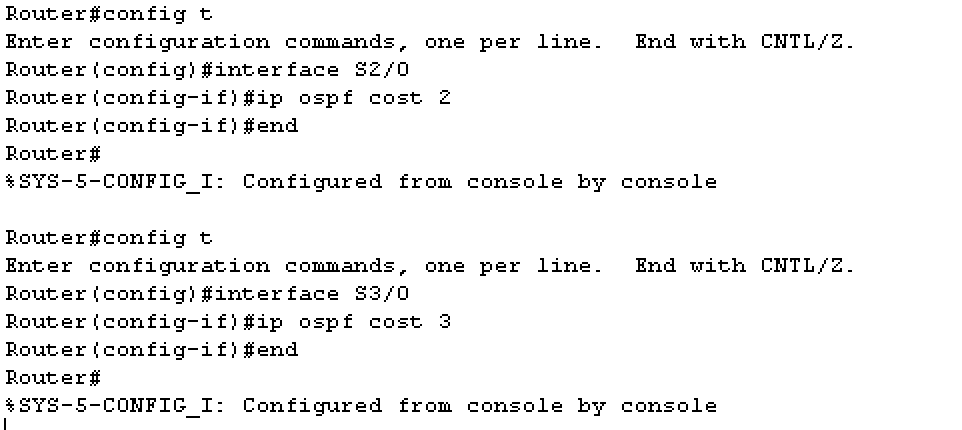 Router#config t
Enter configuration commands, one per line.  End with CNTL/Z.
Router(config)#interface S2/0
Router(config-if)#ip ospf cost 2
Router(config-if)#end
Router#
%SYS-5-CONFIG_I: Configured from console by console
Router#config t
Enter configuration commands, one per line.  End with CNTL/Z.
Router(config)#interface S3/0
Router(config-if)#ip ospf cost 3
Router(config-if)#end
Router#
%SYS-5-CONFIG_I: Configured from console by console